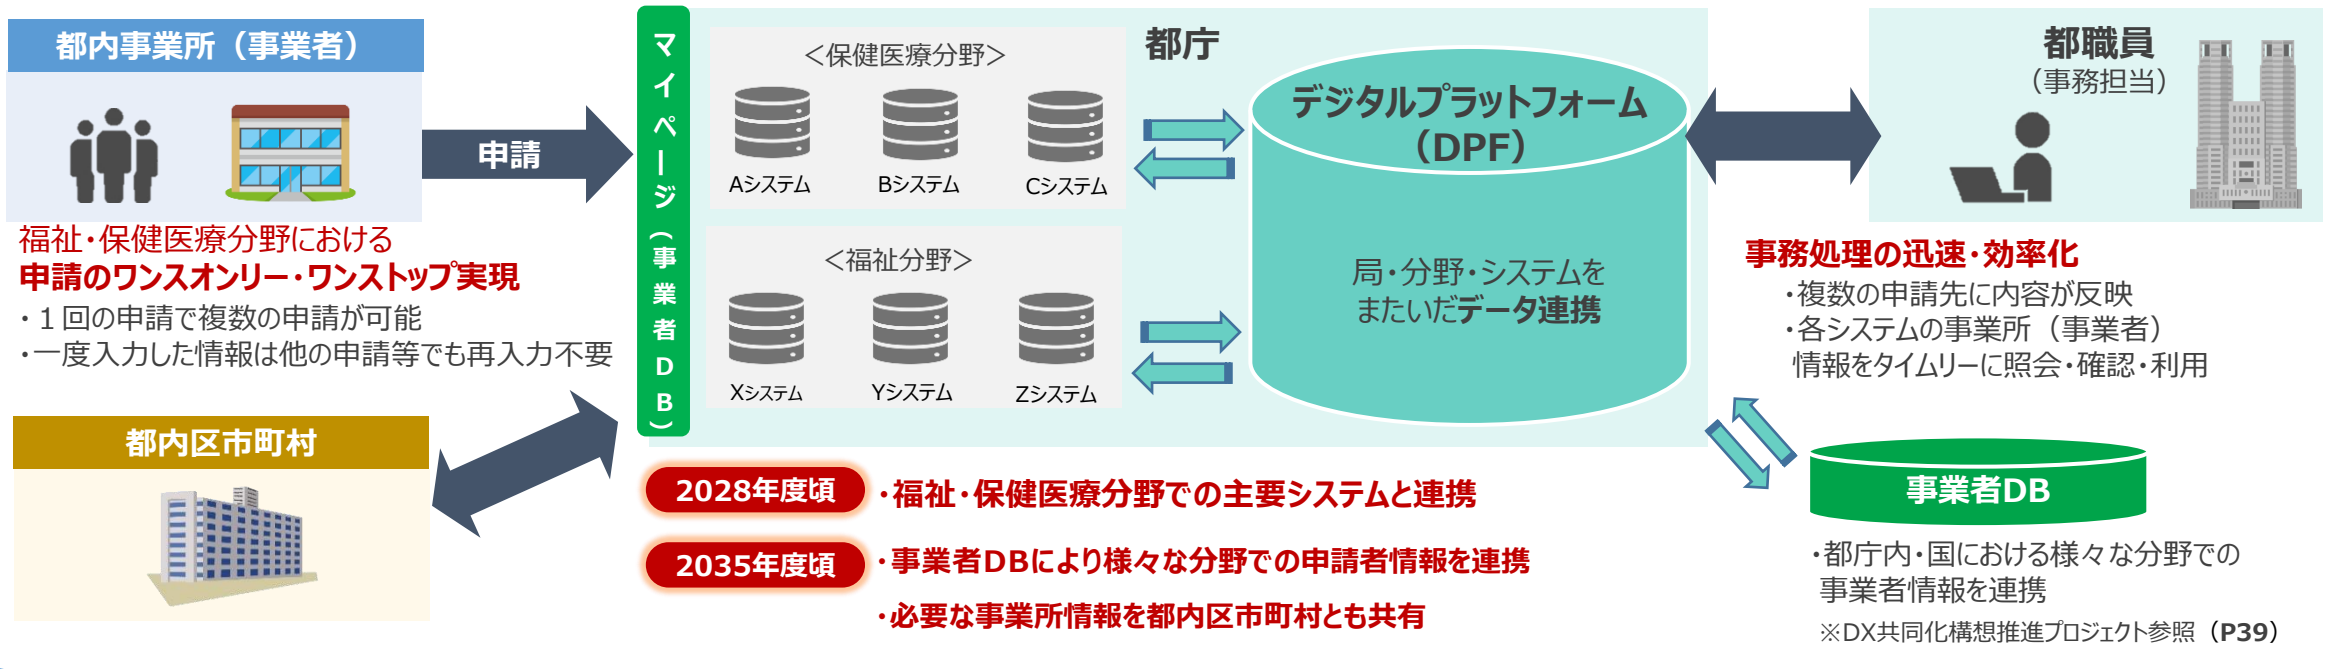 都内事業所（事業者）
福祉・保健医療分野における
申請のワンスオンリー・ワンストップ実現
・１回の申請で複数の申請が可能
・一度入力した情報は他の申請等でも再入力不要
都内区市町村
申請
マイページ（事業者ＤＢ）
都庁
＜保健医療分野＞
Aシステム
Bシステム
Cシステム
＜福祉分野＞
Xシステム
Yシステム
Zシステム
デジタルプラットフォーム
（DPF）
局・分野・システムを
またいだデータ連携
2028年度頃
・福祉・保健医療分野での主要システムと連携
2035年度頃
・事業者DBにより様々な分野での申請者情報を連携
・必要な事業所情報を都内区市町村とも共有
都職員
（事務担当）
事務処理の迅速・効率化
・複数の申請先に内容が反映
・各システムの事業所（事業者）
情報をタイムリーに照会・確認・利用
事業者DB
・都庁内・国における様々な分野での
事業者情報を連携
※DX共同化構想推進プロジェクト参照（P39）